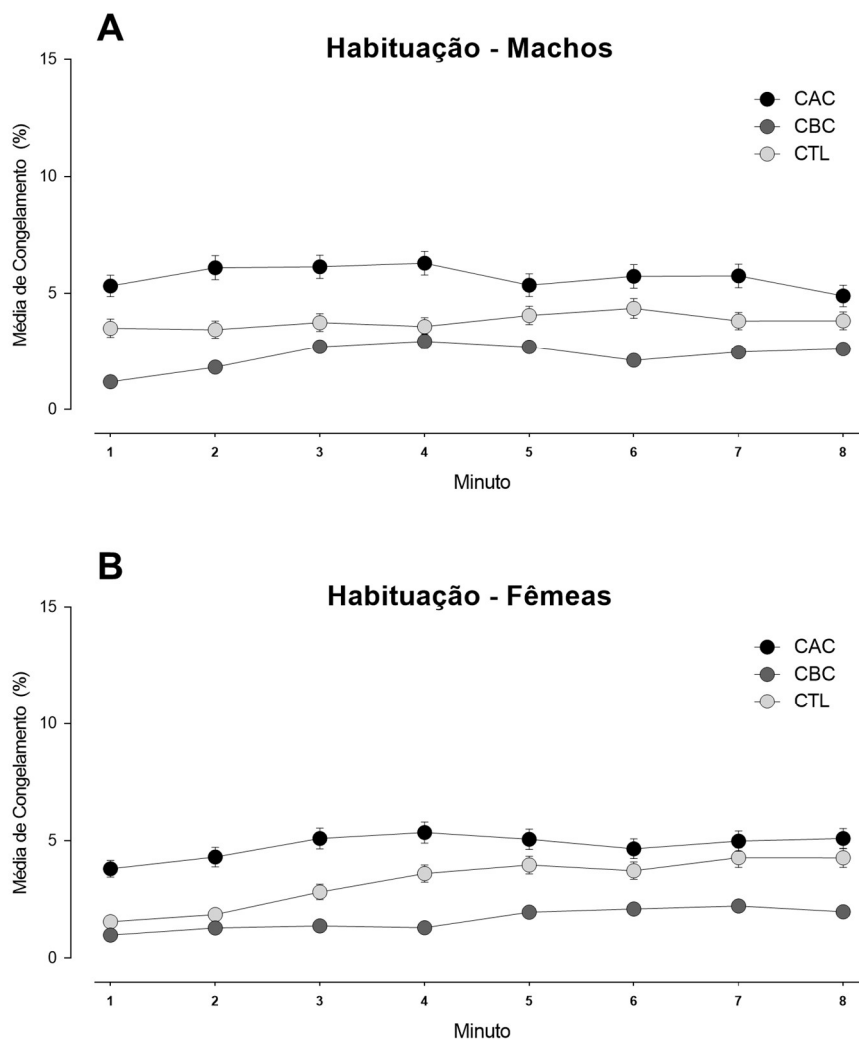 A
Habituação - Machos
15
10
5
0
Média de Congelamento (%)
CAC
CBC
CTL
1 2 3 4 5 6 7 8
Minuto
B
Habituação - Fêmeas
15
10
5
0
Média de Congelamento (%)
CAC
CBC
CTL
1 2 3 4 5 6 7 8
Minuto